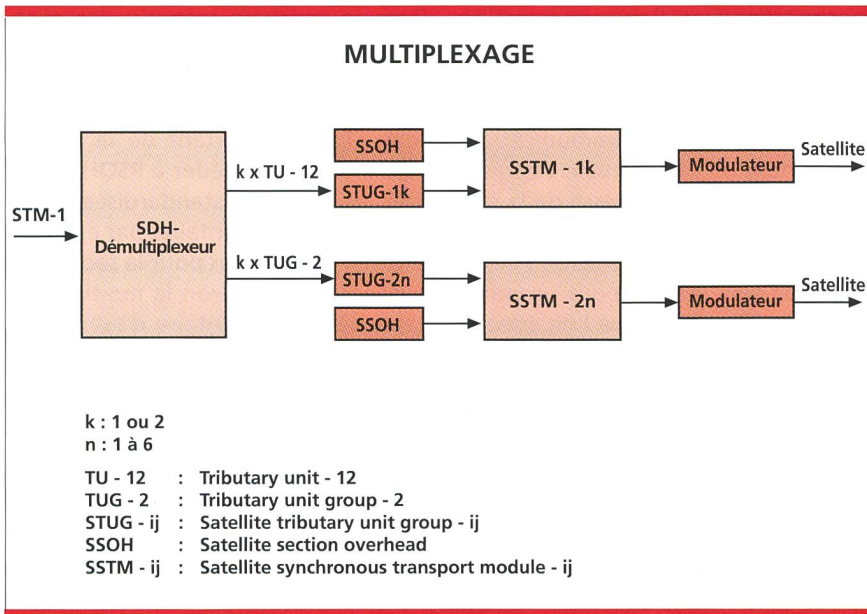 MULTIPLEXAGE
STM-1
SDH-
Démultiplexeur
k x TU - 12
k x TUG - 2
SSOH
STUG-1k
SSTM - 1k
Modulateur
Satellite
STUG-2n
SSOH
SSTM - 2n
Modulateur
Satellite
k : 1 ou 2
n : 1 à 6
TU - 12 : Tributary unit - 12
TUG - 2 : Tributary unit group - 2
STUG - ij : Satellite tributary unit group - ij
SSOH : Satellite section overhead
SSTM - ij : Satellite synchronous transport module - ij